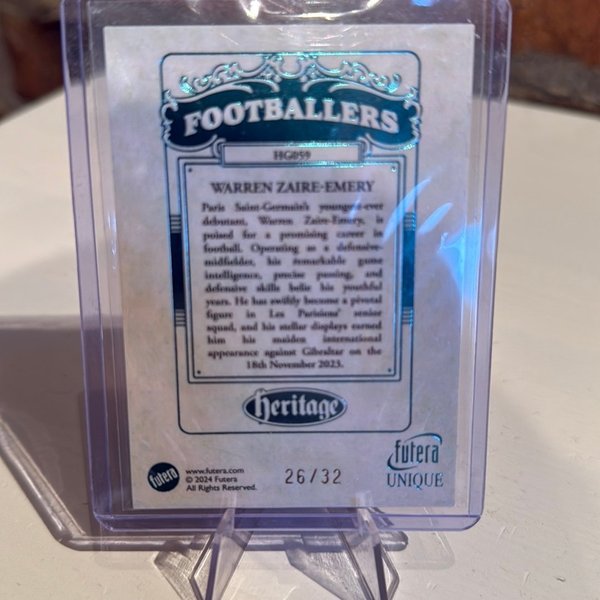 FOOTBALLERS
HG059
WARREN ZAIRE-EMERY
Paris Saint-Germain's youngest-ever
debutant, Warren Zaire-Emery, is
poised for a promising career in
football. Operating as a defensive-
midfielder, his remarkable game
intelligence, precise passing, and
defensive skills belie his youthful
years. He has swiftly become a pivotal
figure in Les Parisiens' senior
squad, and his stellar displays earned
him his maiden international
appearance against Gibraltar on the
18th November 2023.
heritage
futera
www.futera.com
© 2024 Futera
All Rights Reserved.
26/32
futera
UNIQUE